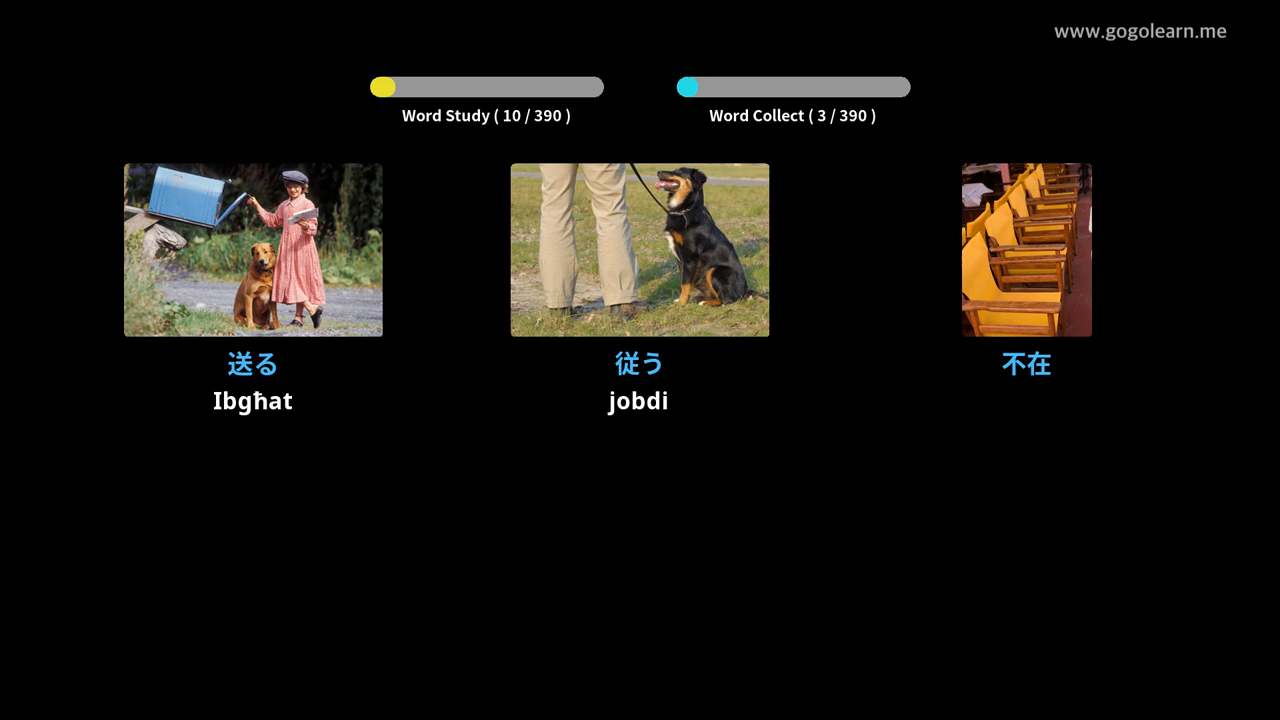 www.gogolearn.me
Word Study ( 10 / 390 )
Word Collect ( 3 / 390 )
送る
従う
不在
Ibgħat
jobdi